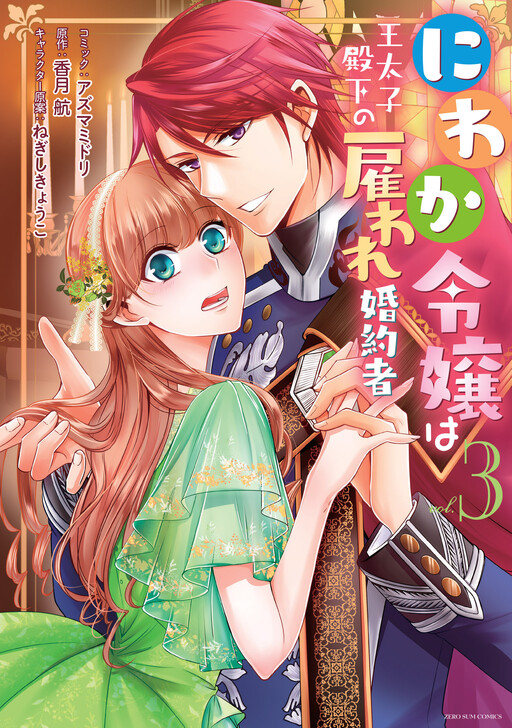 にわか令嬢は
王太子
殿下の
雇われ
婚約者
vol.3
コミック:アズマミドリ
原作:香月 航
キャラクター原案:ねぎしきょうこ
ZERO SUM COMICS